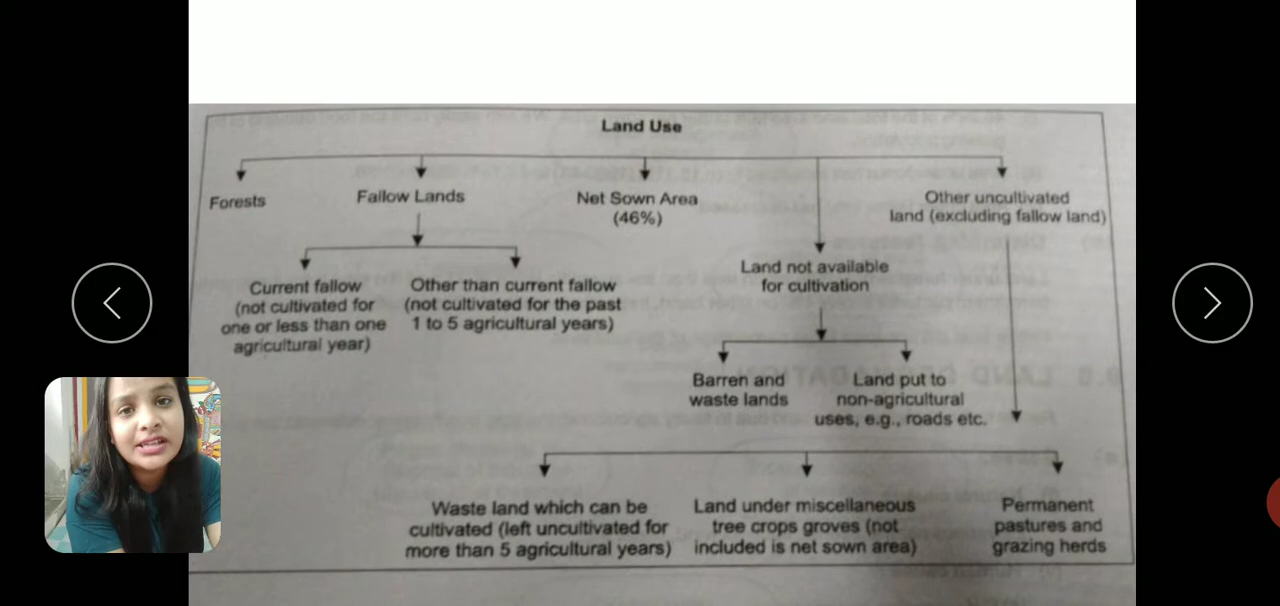 Land Use
Forests
Fallow Lands
Net Sown Area
(46%)
Other uncultivated
land (excluding fallow land)
Land not available
for cultivation
Current fallow
(not cultivated for
one or less than one
agricultural year)
Other than current fallow
(not cultivated for the past
1 to 5 agricultural years)
Barren and
waste lands
Land put to
non-agricultural
uses, e.g., roads etc.
Waste land which can be
cultivated (left uncultivated for
more than 5 agricultural years)
Land under miscellaneous
tree crops groves (not
included is net sown area)
Permanent
pastures and
grazing herds